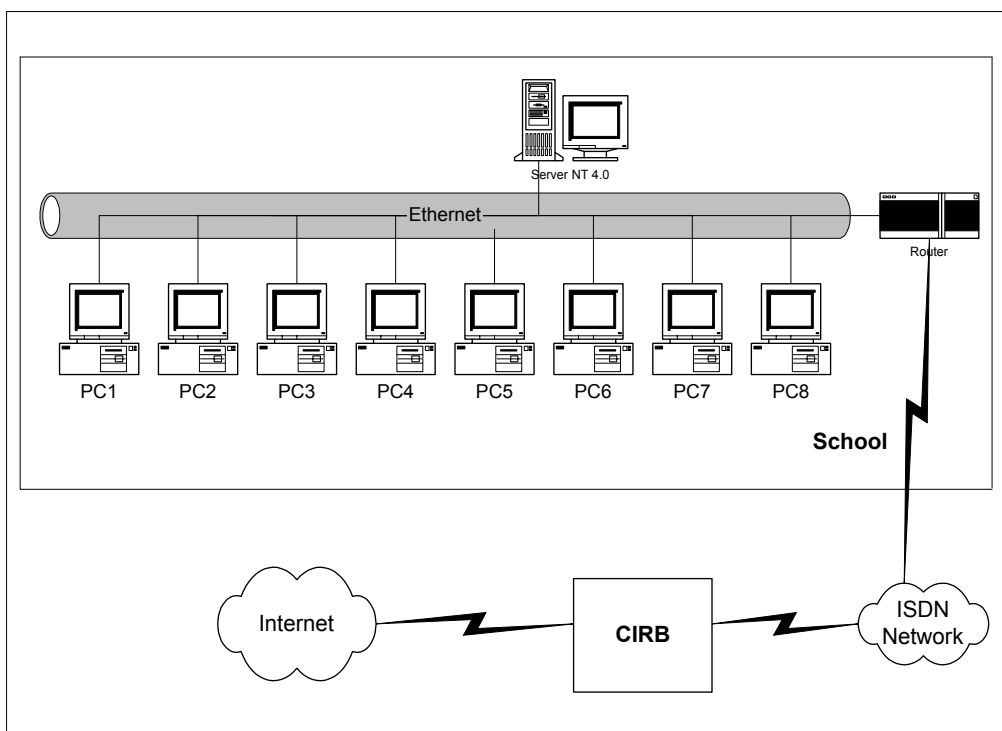 Server NT 4.0
Ethernet
Router
PC1 PC2 PC3 PC4 PC5 PC6 PC7 PC8
School
Internet
CIRB
ISDN
Network